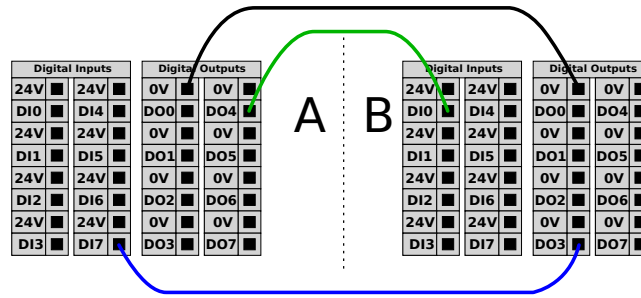 Digital Inputs Digital Outputs A B Digital Inputs Digital Outputs
24V 24V 0V 0V 24V 24V 0V 0V
DI0 DI4 DO0 DO4 DI0 DI4 DO0 DO4
24V 24V 0V 0V 24V 24V 0V 0V
DI1 DI5 DO1 DO5 DI1 DI5 DO1 DO5
24V 24V 0V 0V 24V 24V 0V 0V
DI2 DI6 DO2 DO6 DI2 DI6 DO2 DO6
24V 24V 0V 0V 24V 24V 0V 0V
DI3 DI7 DO3 DO7 DI3 DI7 DO3 DO7